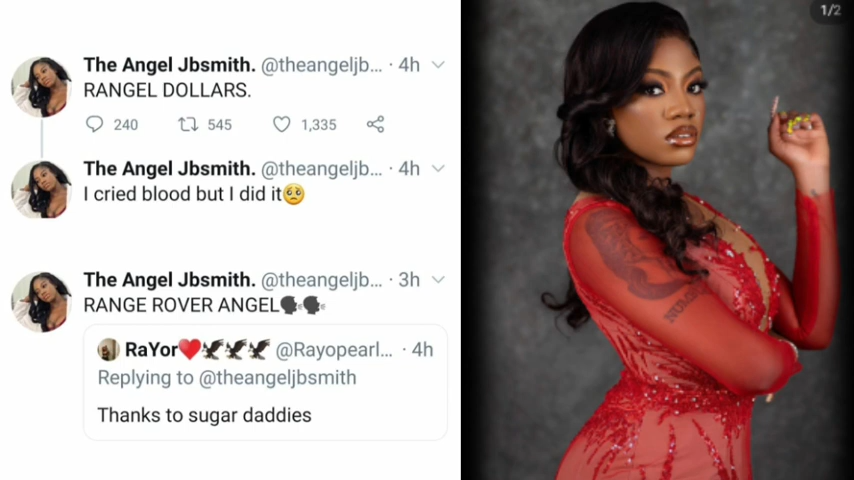 The Angel Jbsmith. @theangeljb... · 4h
RANGEL DOLLARS.
240 545 1,335
The Angel Jbsmith. @theangeljb... · 4h
I cried blood but I did it🥺
The Angel Jbsmith. @theangeljb... · 3h
RANGE ROVER ANGEL🗣🗣
RaYor❤️🦅🦅🦅 @Rayopearl... · 4h
Replying to @theangeljbsmith
Thanks to sugar daddies
1/2